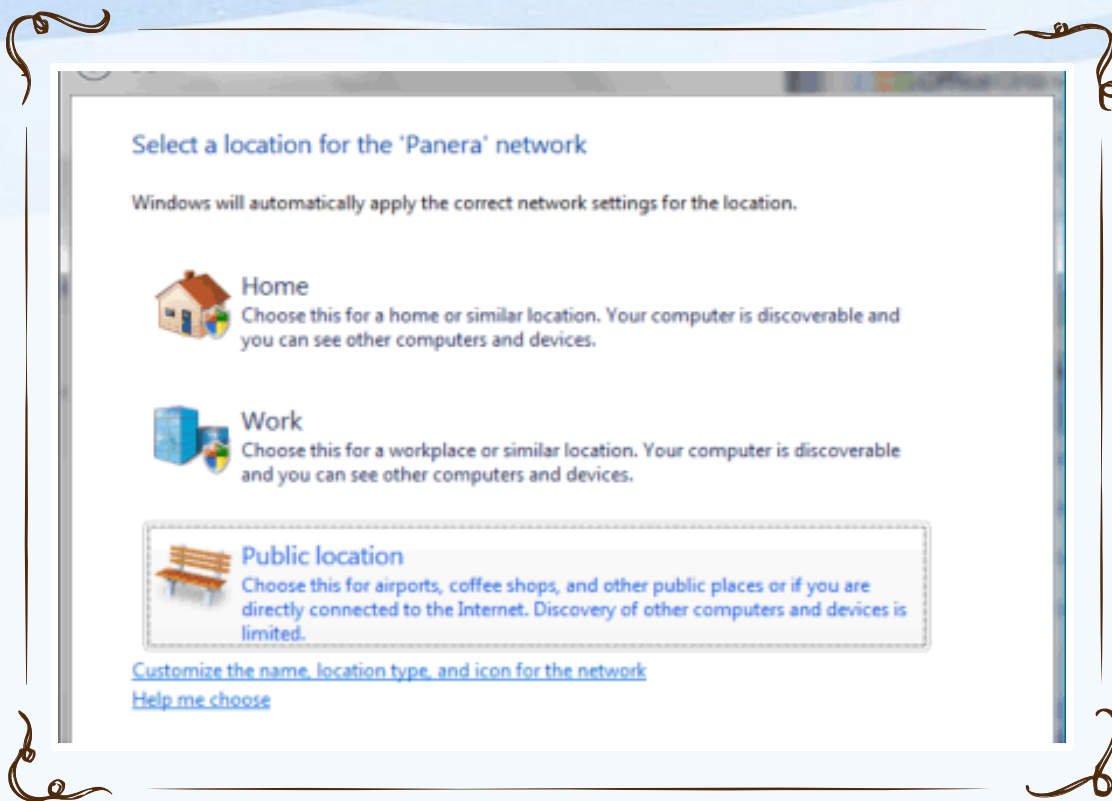 Select a location for the 'Panera' network
Windows will automatically apply the correct network settings for the location.
Home
Choose this for a home or similar location. Your computer is discoverable and
you can see other computers and devices.
Work
Choose this for a workplace or similar location. Your computer is discoverable
and you can see other computers and devices.
Public location
Choose this for airports, coffee shops, and other public places or if you are
directly connected to the Internet. Discovery of other computers and devices is
limited.
Customize the name, location type, and icon for the network
Help me choose